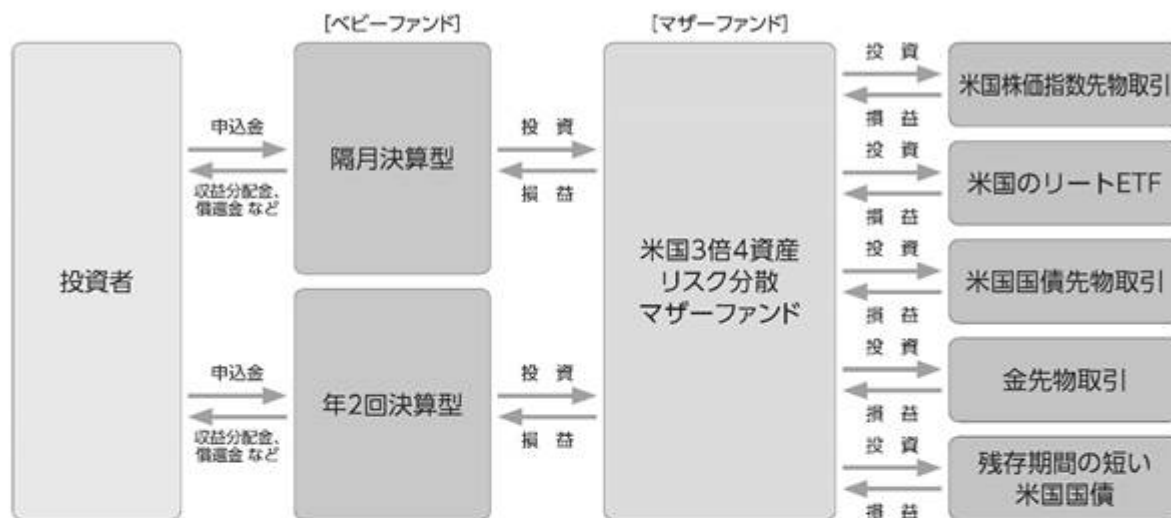 [ベビーファンド]
[マザーファンド]
投資者
申込金
収益分配金、
償還金 など
隔月決算型
投 資
損 益
申込金
収益分配金、
償還金 など
年2回決算型
投 資
損 益
米国3倍4資産
リスク分散
マザーファンド
投 資
損 益
米国株価指数先物取引
投 資
損 益
米国のリートETF
投 資
損 益
米国国債先物取引
投 資
損 益
金先物取引
投 資
損 益
残存期間の短い
米国国債